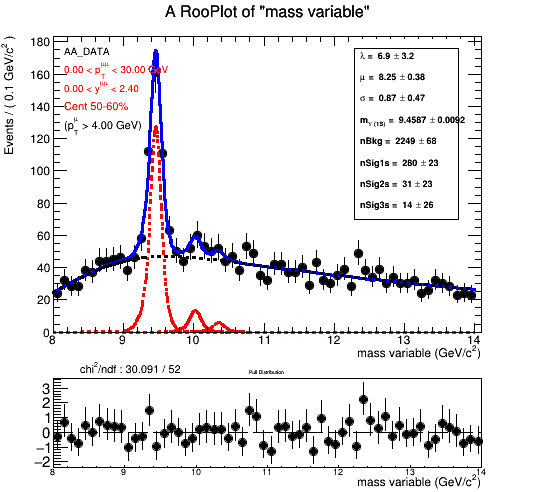 A RooPlot of "mass variable"
Events / ( 0.1 GeV/c² )
180
160
140
120
100
80
60
40
20
0
AA_DATA
0.00 < p_T^μμ < 30.00 GeV
0.00 < y^μμ < 2.40
Cent 50-60%
(p_T^μ > 4.00 GeV)
λ = 6.9 ± 3.2
μ = 8.25 ± 0.38
σ = 0.87 ± 0.47
m_ϒ (1S) = 9.4587 ± 0.0092
nBkg = 2249 ± 68
nSig1s = 280 ± 23
nSig2s = 31 ± 23
nSig3s = 14 ± 26
8 9 10 11 12 13 14
mass variable (GeV/c²)
chi²/ndf : 30.091 / 52
Pull Distribution
3
2
1
0
−1
−2
8 9 10 11 12 13 14
mass variable (GeV/c²)